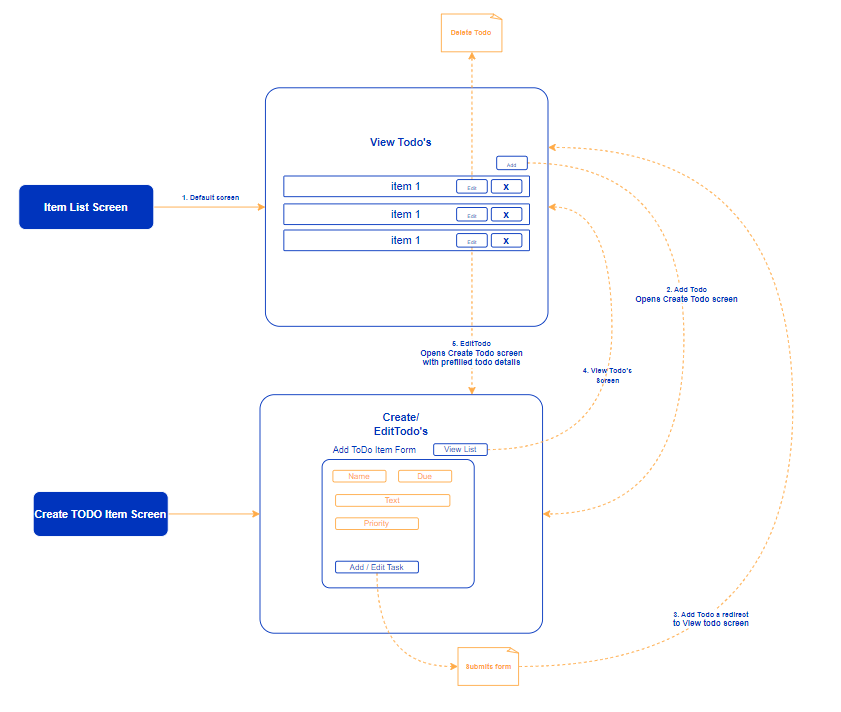 Delete Todo
View Todo's
Add
item 1
Edit
X
item 1
Edit
X
item 1
Edit
X
Item List Screen
1. Default screen
2. Add Todo
Opens Create Todo screen
5. EditTodo
Opens Create Todo screen
with prefilled todo details
4. View Todo's
Screen
Create/
EditTodo's
Add ToDo Item Form
View List
Name
Due
Text
Priority
Add / Edit Task
Create TODO Item Screen
3. Add Todo a redirect
to View todo screen
Submits form